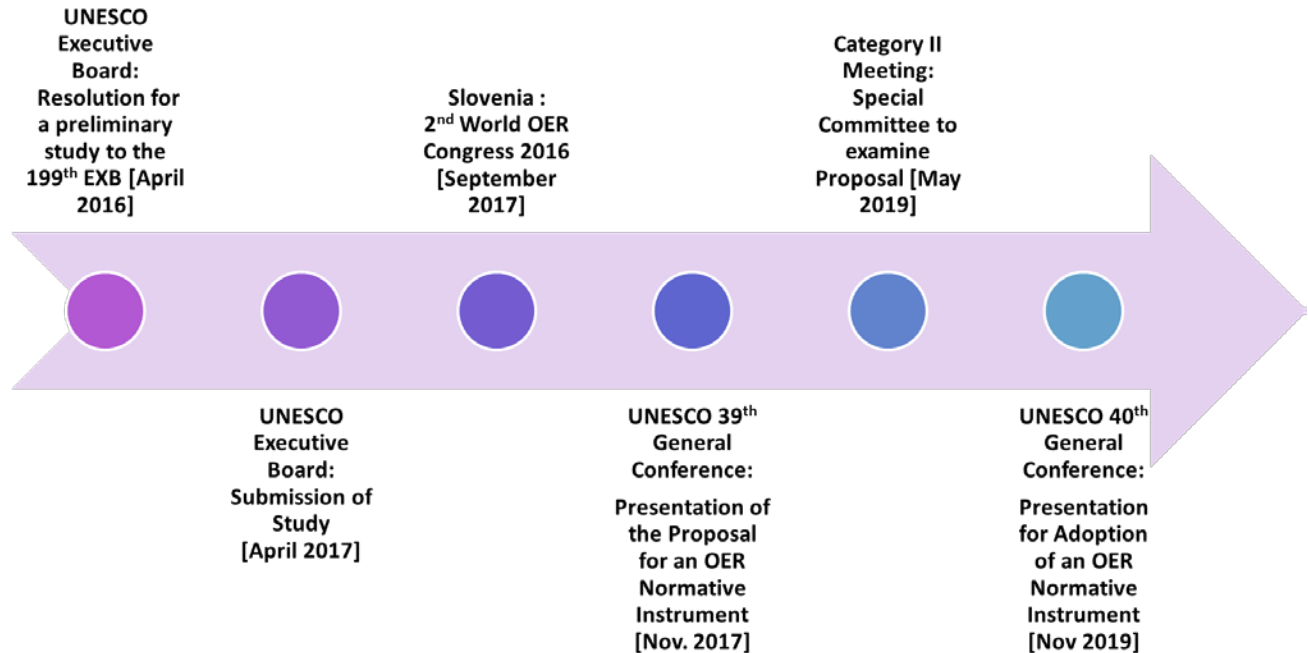 UNESCO
Executive
Board:
Resolution for
a preliminary
study to the
199th EXB [April
2016]
UNESCO
Executive
Board:
Submission of
Study
[April 2017]
Slovenia :
2nd World OER
Congress 2016
[September
2017]
UNESCO 39th
General
Conference:
Presentation of
the Proposal
for an OER
Normative
Instrument
[Nov. 2017]
Category II
Meeting:
Special
Committee to
examine
Proposal [May
2019]
UNESCO 40th
General
Conference:
Presentation
for Adoption
of an OER
Normative
Instrument
[Nov 2019]